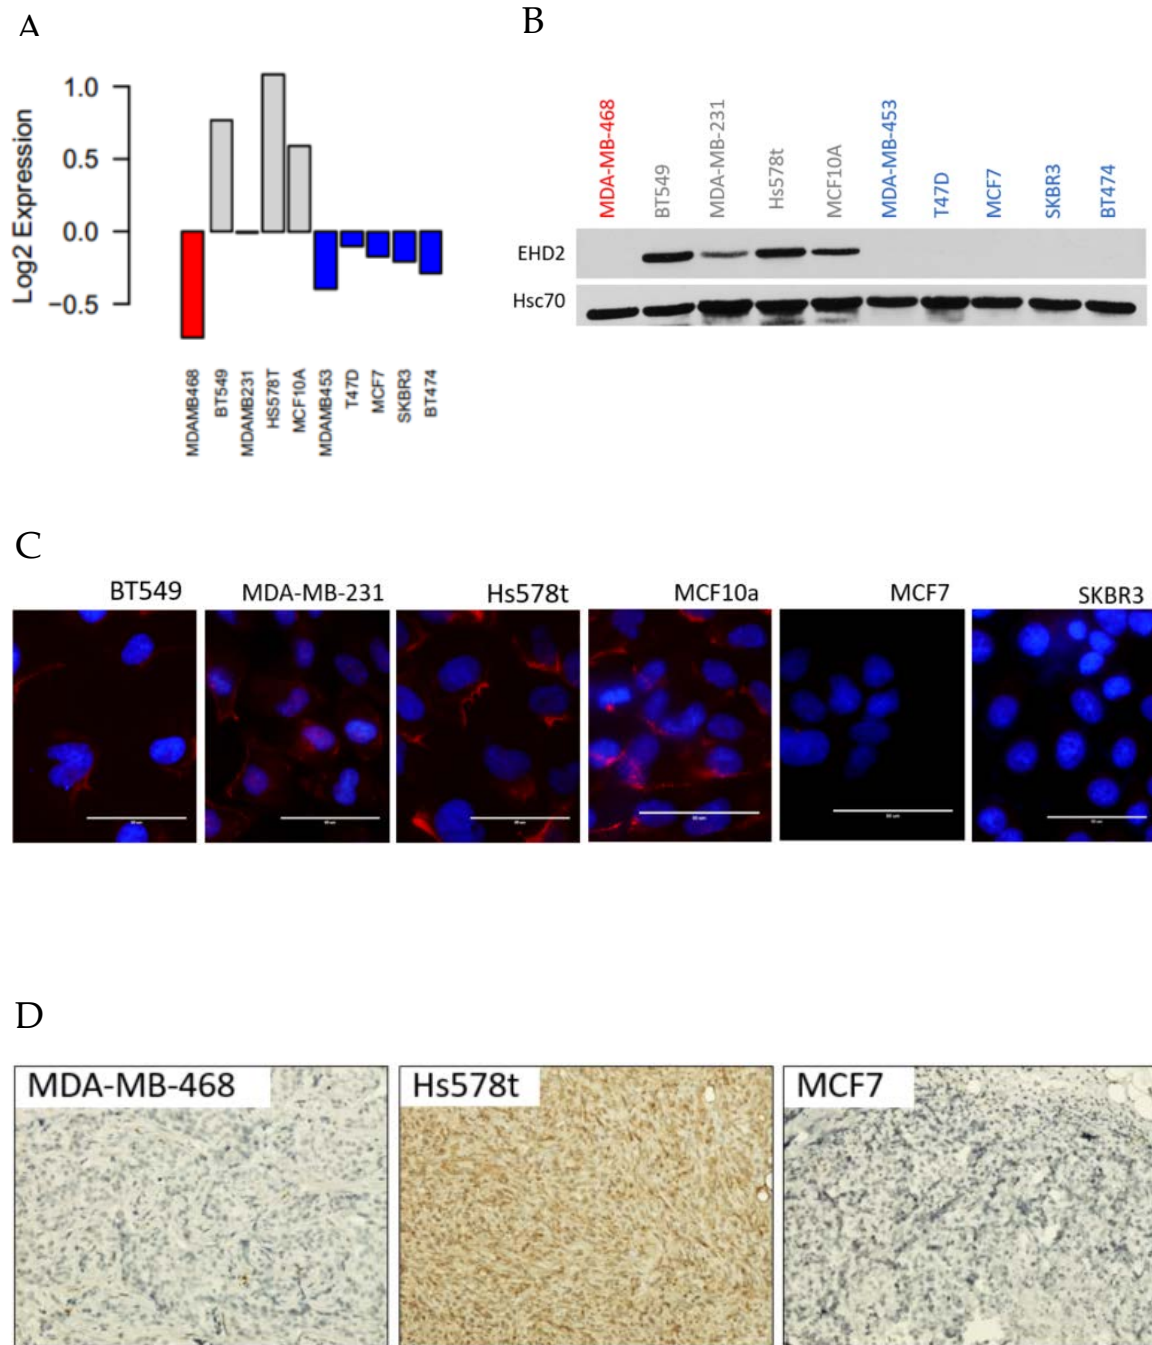 A
B
Log2 Expression
1.0
0.5
0.0
−0.5
MDAMB468
BT549
MDAMB231
HS578T
MCF10A
MDAMB453
T47D
MCF7
SKBR3
BT474
MDA-MB-468
BT549
MDA-MB-231
Hs578t
MCF10A
MDA-MB-453
T47D
MCF7
SKBR3
BT474
EHD2
Hsc70
C
BT549
MDA-MB-231
Hs578t
MCF10a
MCF7
SKBR3
D
MDA-MB-468
Hs578t
MCF7